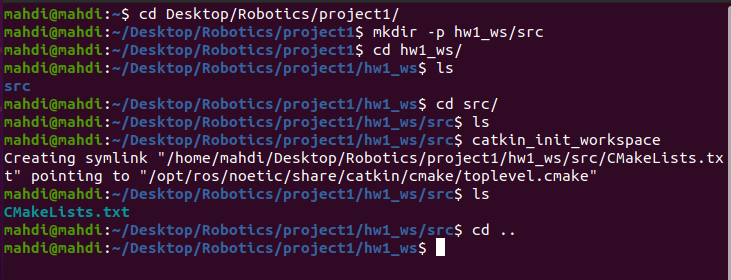 mahdi@mahdi:~$ cd Desktop/Robotics/project1/
mahdi@mahdi:~/Desktop/Robotics/project1$ mkdir -p hw1_ws/src
mahdi@mahdi:~/Desktop/Robotics/project1$ cd hw1_ws/
mahdi@mahdi:~/Desktop/Robotics/project1/hw1_ws$ ls
src
mahdi@mahdi:~/Desktop/Robotics/project1/hw1_ws$ cd src/
mahdi@mahdi:~/Desktop/Robotics/project1/hw1_ws/src$ ls
mahdi@mahdi:~/Desktop/Robotics/project1/hw1_ws/src$ catkin_init_workspace
Creating symlink "/home/mahdi/Desktop/Robotics/project1/hw1_ws/src/CMakeLists.tx
t" pointing to "/opt/ros/noetic/share/catkin/cmake/toplevel.cmake"
mahdi@mahdi:~/Desktop/Robotics/project1/hw1_ws/src$ ls
CMakeLists.txt
mahdi@mahdi:~/Desktop/Robotics/project1/hw1_ws/src$ cd ..
mahdi@mahdi:~/Desktop/Robotics/project1/hw1_ws$